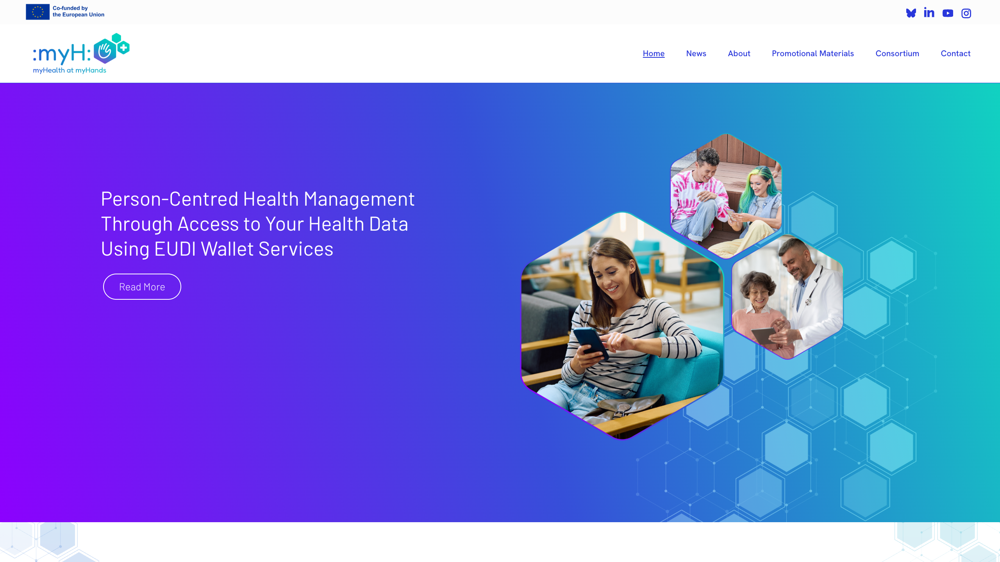 Co-funded by
the European Union
:myH:
myHealth at myHands
Home
News
About
Promotional Materials
Consortium
Contact
Person-Centred Health Management
Through Access to Your Health Data
Using EUDI Wallet Services
Read More